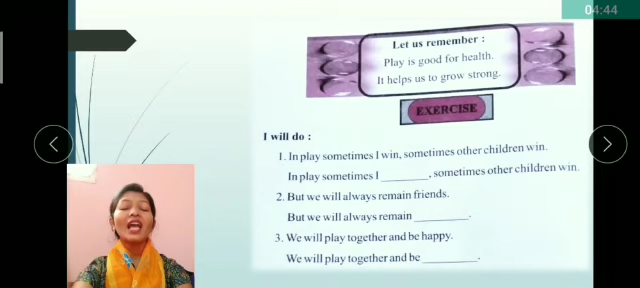 04:44
Let us remember :
Play is good for health.
It helps us to grow strong.
EXERCISE
I will do :
1. In play sometimes I win, sometimes other children win.
In play sometimes I ________, sometimes other children win.
2. But we will always remain friends.
But we will always remain ________.
3. We will play together and be happy.
We will play together and be ________.